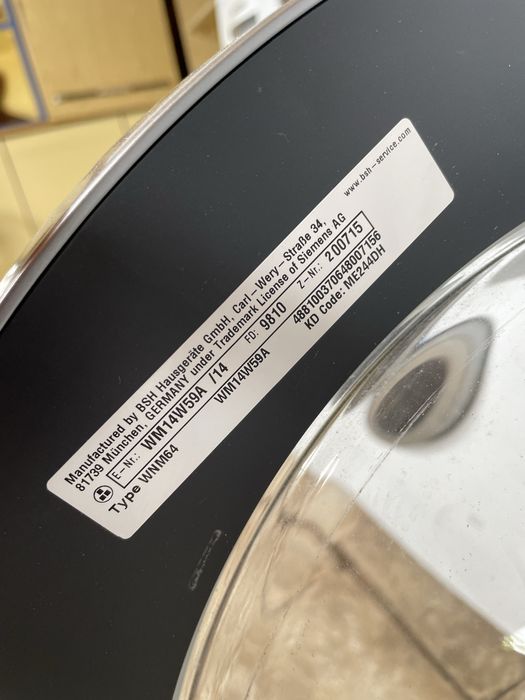 www.bsh-service.com
Manufactured by BSH Hausgeräte GmbH, Carl-Wery-Straße 34,
81739 München, GERMANY under Trademark License of Siemens AG
E-Nr.: WM14W59A /14 FD: 9810 Z-Nr.: 200715
Type WNM64 WM14W59A 488100370648007156
KD Code: ME244DH